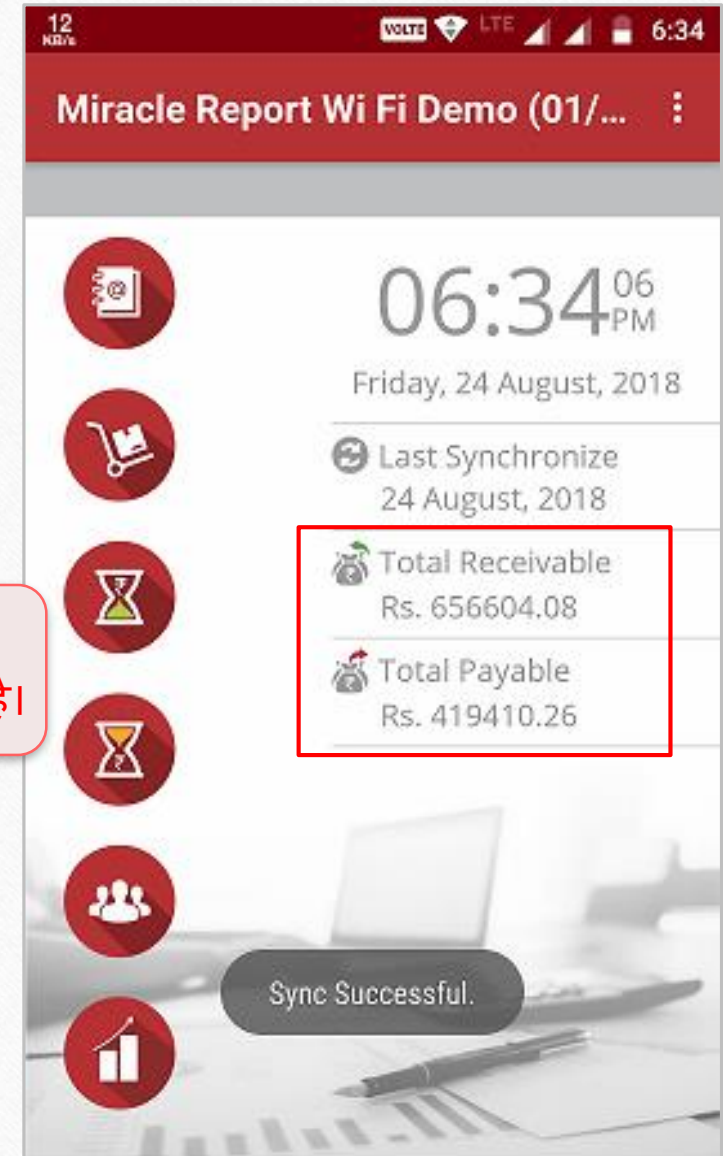 12
KB/s
VOLTE LTE 6:34
Miracle Report Wi Fi Demo (01/...
06:34 06 PM
Friday, 24 August, 2018
Last Synchronize
24 August, 2018
Total Receivable
Rs. 656604.08
है।
Total Payable
Rs. 419410.26
Sync Successful.